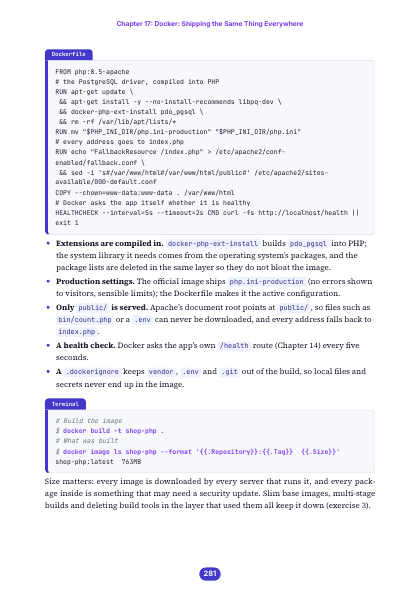 Chapter 17: Docker: Shipping the Same Thing Everywhere
Dockerfile
FROM php:8.5-apache
# the PostgreSQL driver, compiled into PHP
RUN apt-get update \
 && apt-get install -y --no-install-recommends libpq-dev \
 && docker-php-ext-install pdo_pgsql \
 && rm -rf /var/lib/apt/lists/*
RUN mv "$PHP_INI_DIR/php.ini-production" "$PHP_INI_DIR/php.ini"
# every address goes to index.php
RUN echo "FallbackResource /index.php" > /etc/apache2/conf-
enabled/fallback.conf \
 && sed -i 's#/var/www/html#/var/www/html/public#' /etc/apache2/sites-
available/000-default.conf
COPY --chown=www-data:www-data . /var/www/html
# Docker asks the app itself whether it is healthy
HEALTHCHECK --interval=5s --timeout=2s CMD curl -fs http://localhost/health ||
exit 1
• Extensions are compiled in. docker-php-ext-install builds pdo_pgsql into PHP;
the system library it needs comes from the operating system's packages, and the
package lists are deleted in the same layer so they do not bloat the image.
• Production settings. The official image ships php.ini-production (no errors shown
to visitors, sensible limits); the Dockerfile makes it the active configuration.
• Only public/ is served. Apache's document root points at public/, so files such as
bin/count.php or a .env can never be downloaded, and every address falls back to
index.php.
• A health check. Docker asks the app's own /health route (Chapter 14) every five
seconds.
• A .dockerignore keeps vendor, .env and .git out of the build, so local files and
secrets never end up in the image.
Terminal
# Build the image
$ docker build -t shop-php .
# What was built
$ docker image ls shop-php --format '{{.Repository}}:{{.Tag}}  {{.Size}}'
shop-php:latest  763MB
Size matters: every image is downloaded by every server that runs it, and every pack-
age inside is something that may need a security update. Slim base images, multi-stage
builds and deleting build tools in the layer that used them all keep it down (exercise 3).
281